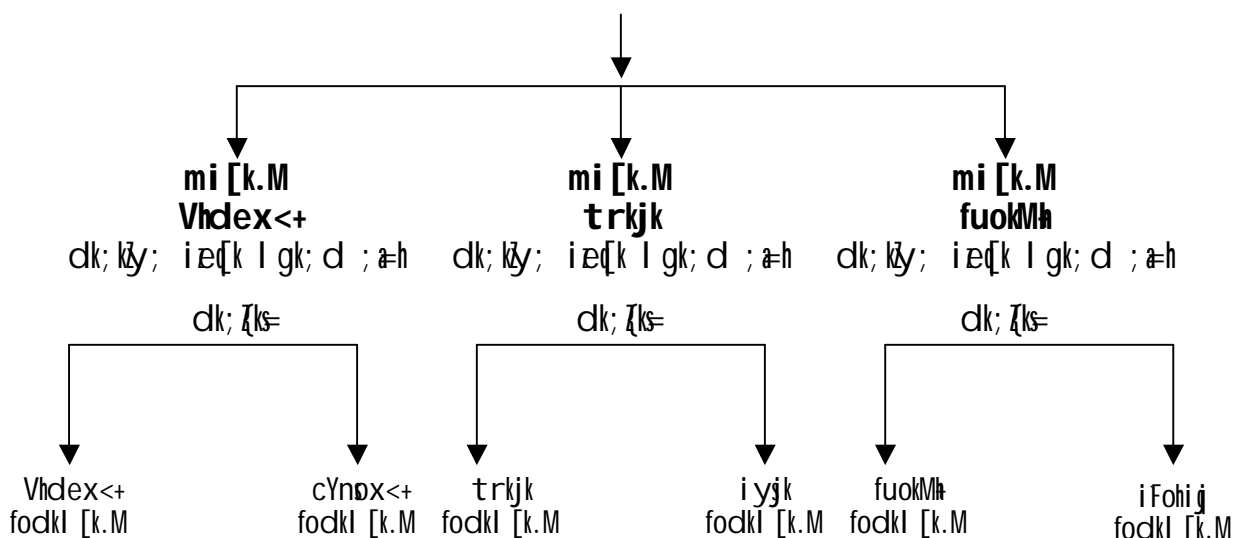 mi [k.M mi [k.M mi [k.M
Vhdex<+ trkjk fuokMh+
dk;kZy; izeq[k lgk;d ;a=h dk;kZy; izeq[k lgk;d ;a=h dk;kZy; izeq[k lgk;d ;a=h
dk;Z{ks= dk;Z{ks= dk;Z{ks=
Vhdex<+ cYnsox<+ trkjk iysjk fuokMh+ iFohiqj
fodkl [k.M fodkl [k.M fodkl [k.M fodkl [k.M fodkl [k.M fodkl [k.M